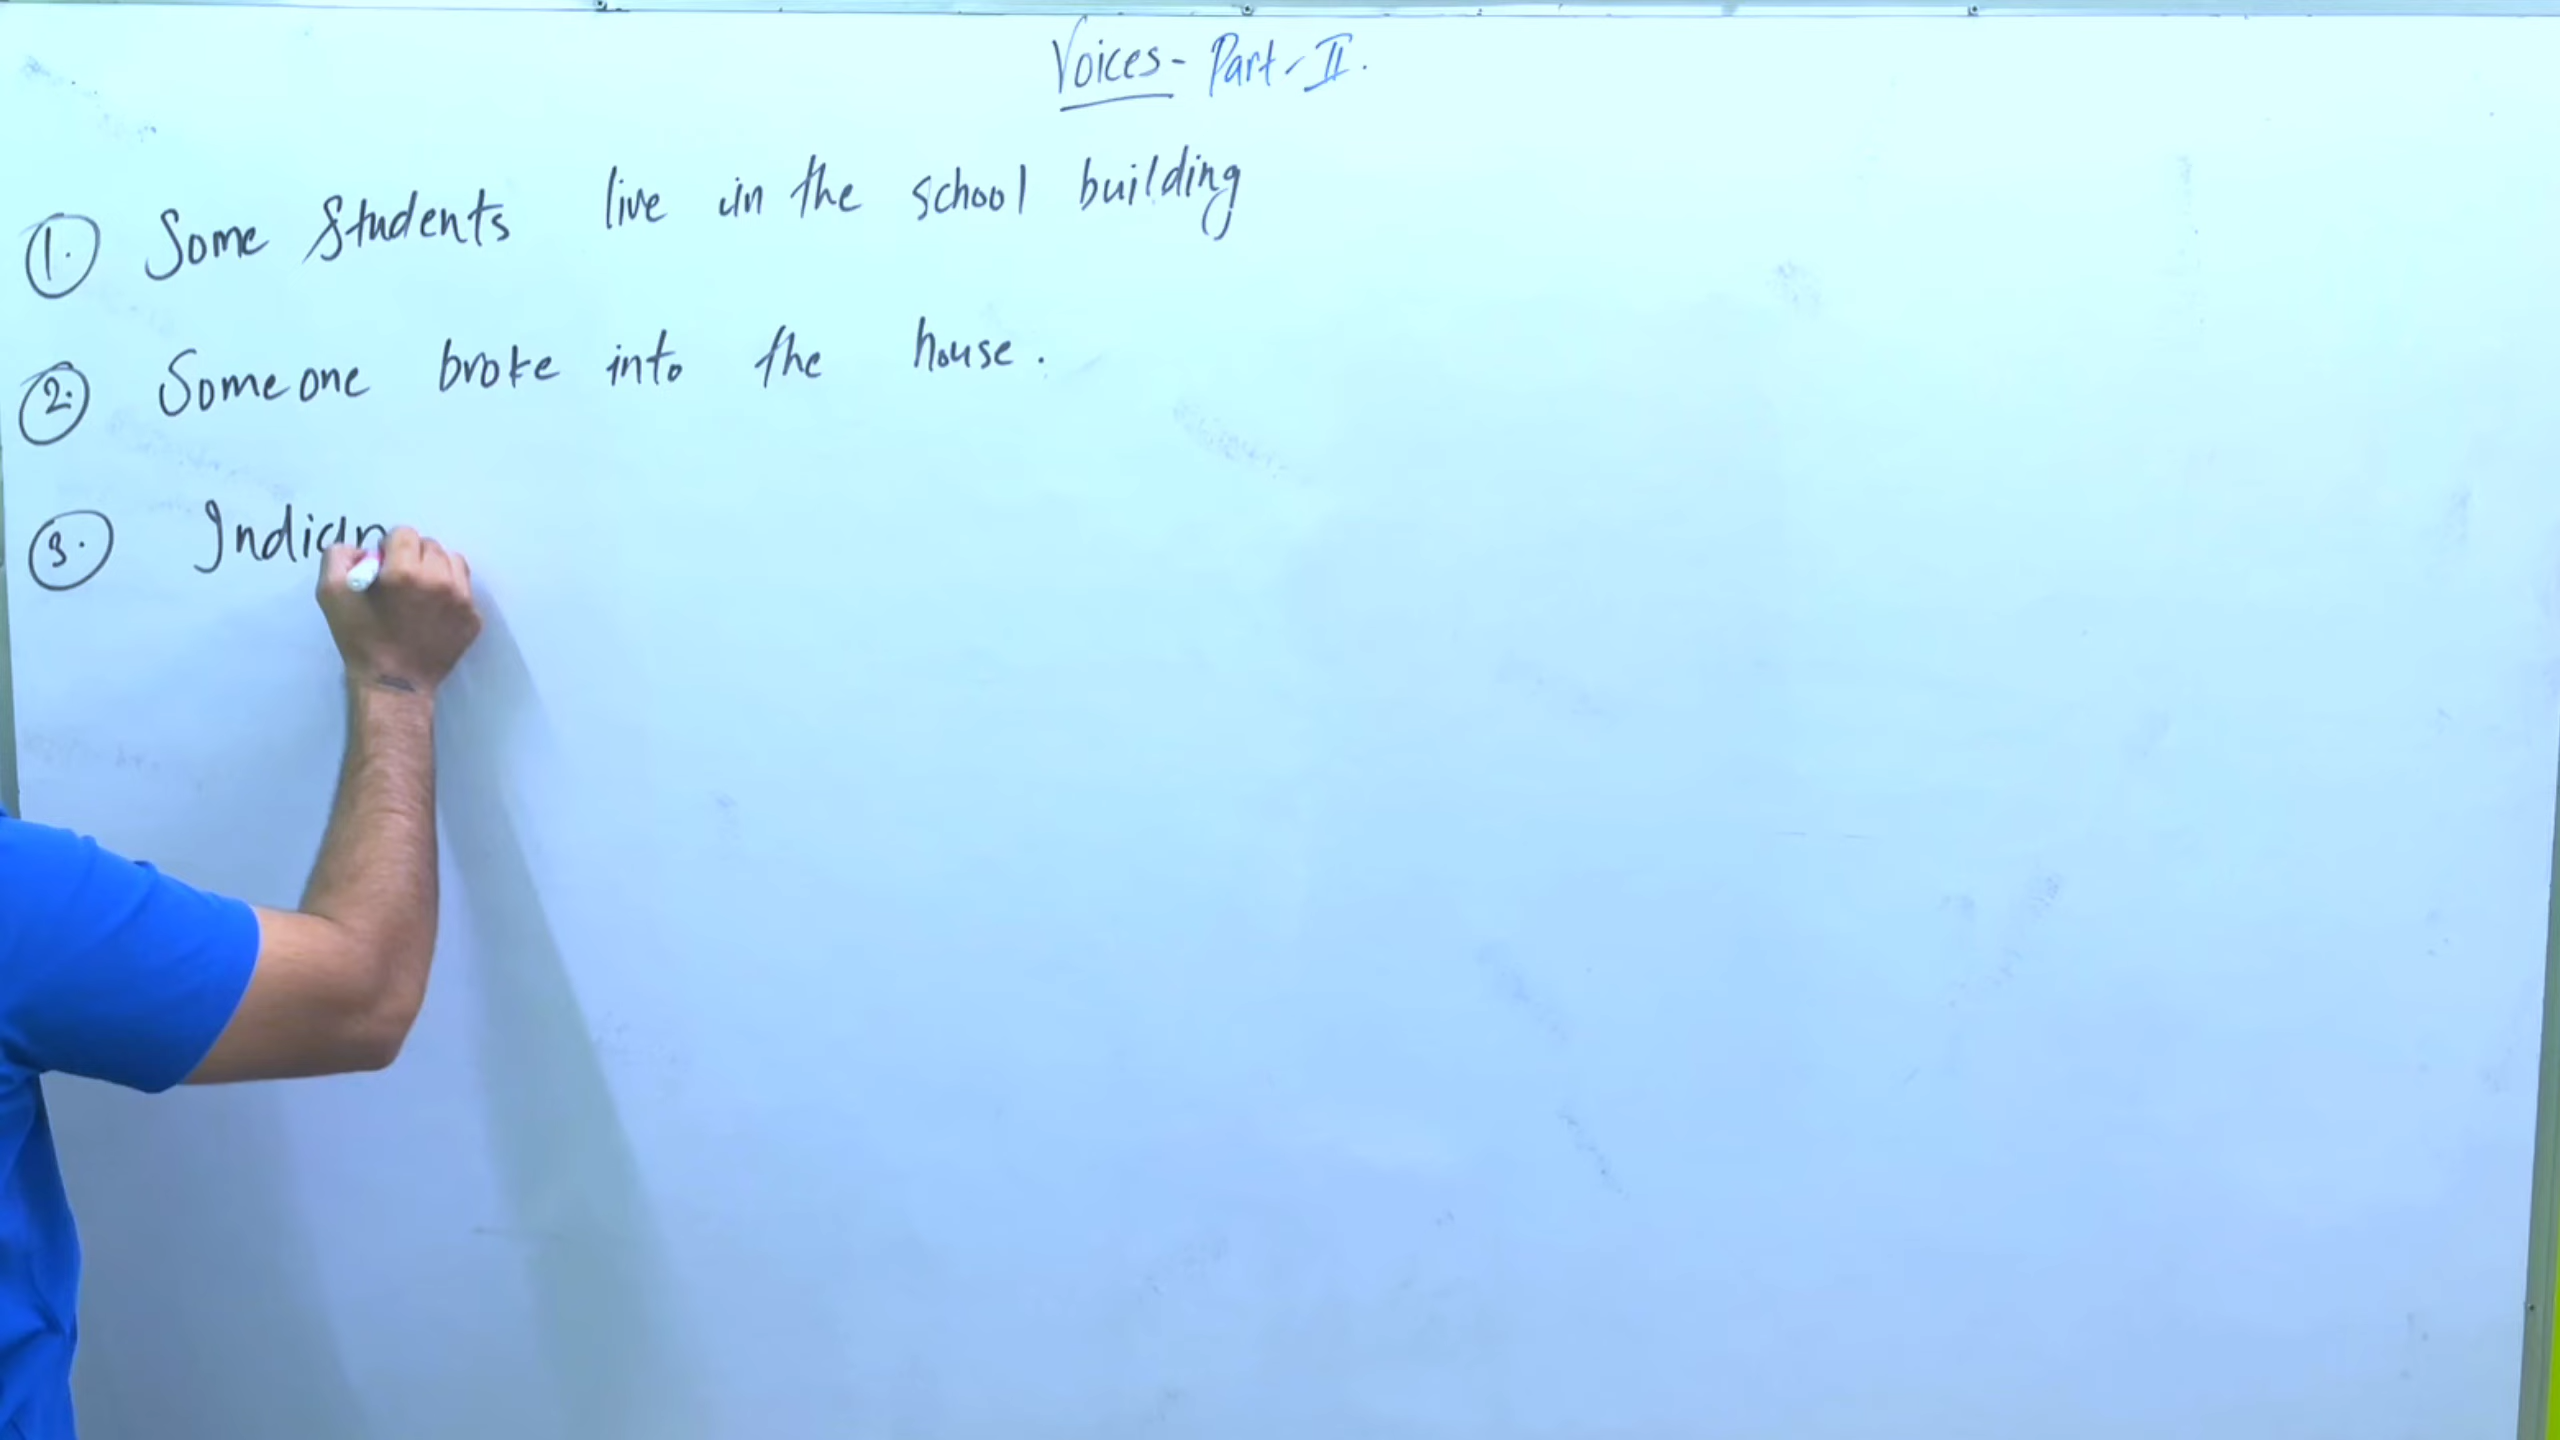 Voices - Part - II.
1. Some Students live in the school building
2. Someone broke into the house.
3. Indian